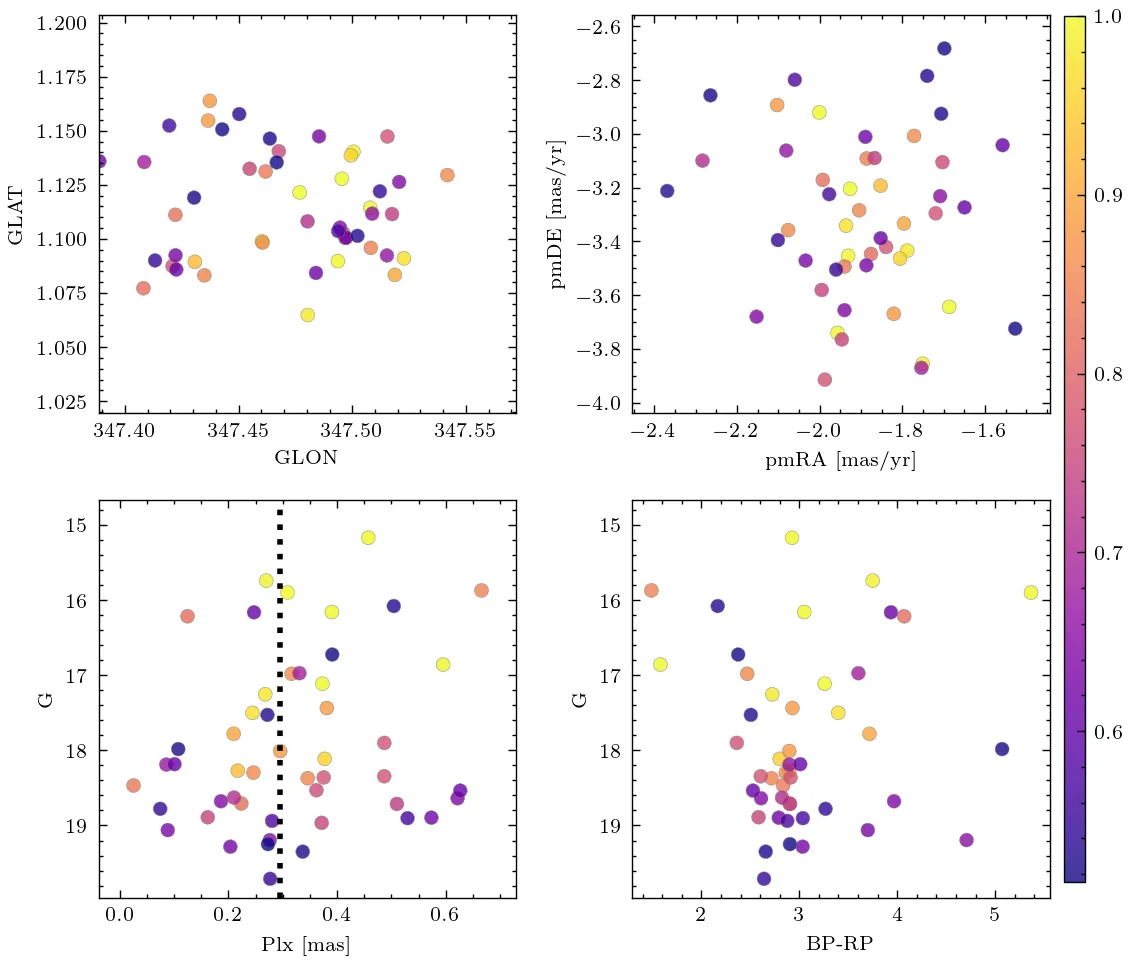 1.200
1.175
1.150
1.125
1.100
1.075
1.050
1.025
GLAT
347.40 347.45 347.50 347.55
GLON
−2.6
−2.8
−3.0
−3.2
−3.4
−3.6
−3.8
−4.0
pmDE [mas/yr]
−2.4 −2.2 −2.0 −1.8 −1.6
pmRA [mas/yr]
15
16
17
18
19
G
0.0 0.2 0.4 0.6
Plx [mas]
15
16
17
18
19
G
2 3 4 5
BP-RP
1.0
0.9
0.8
0.7
0.6